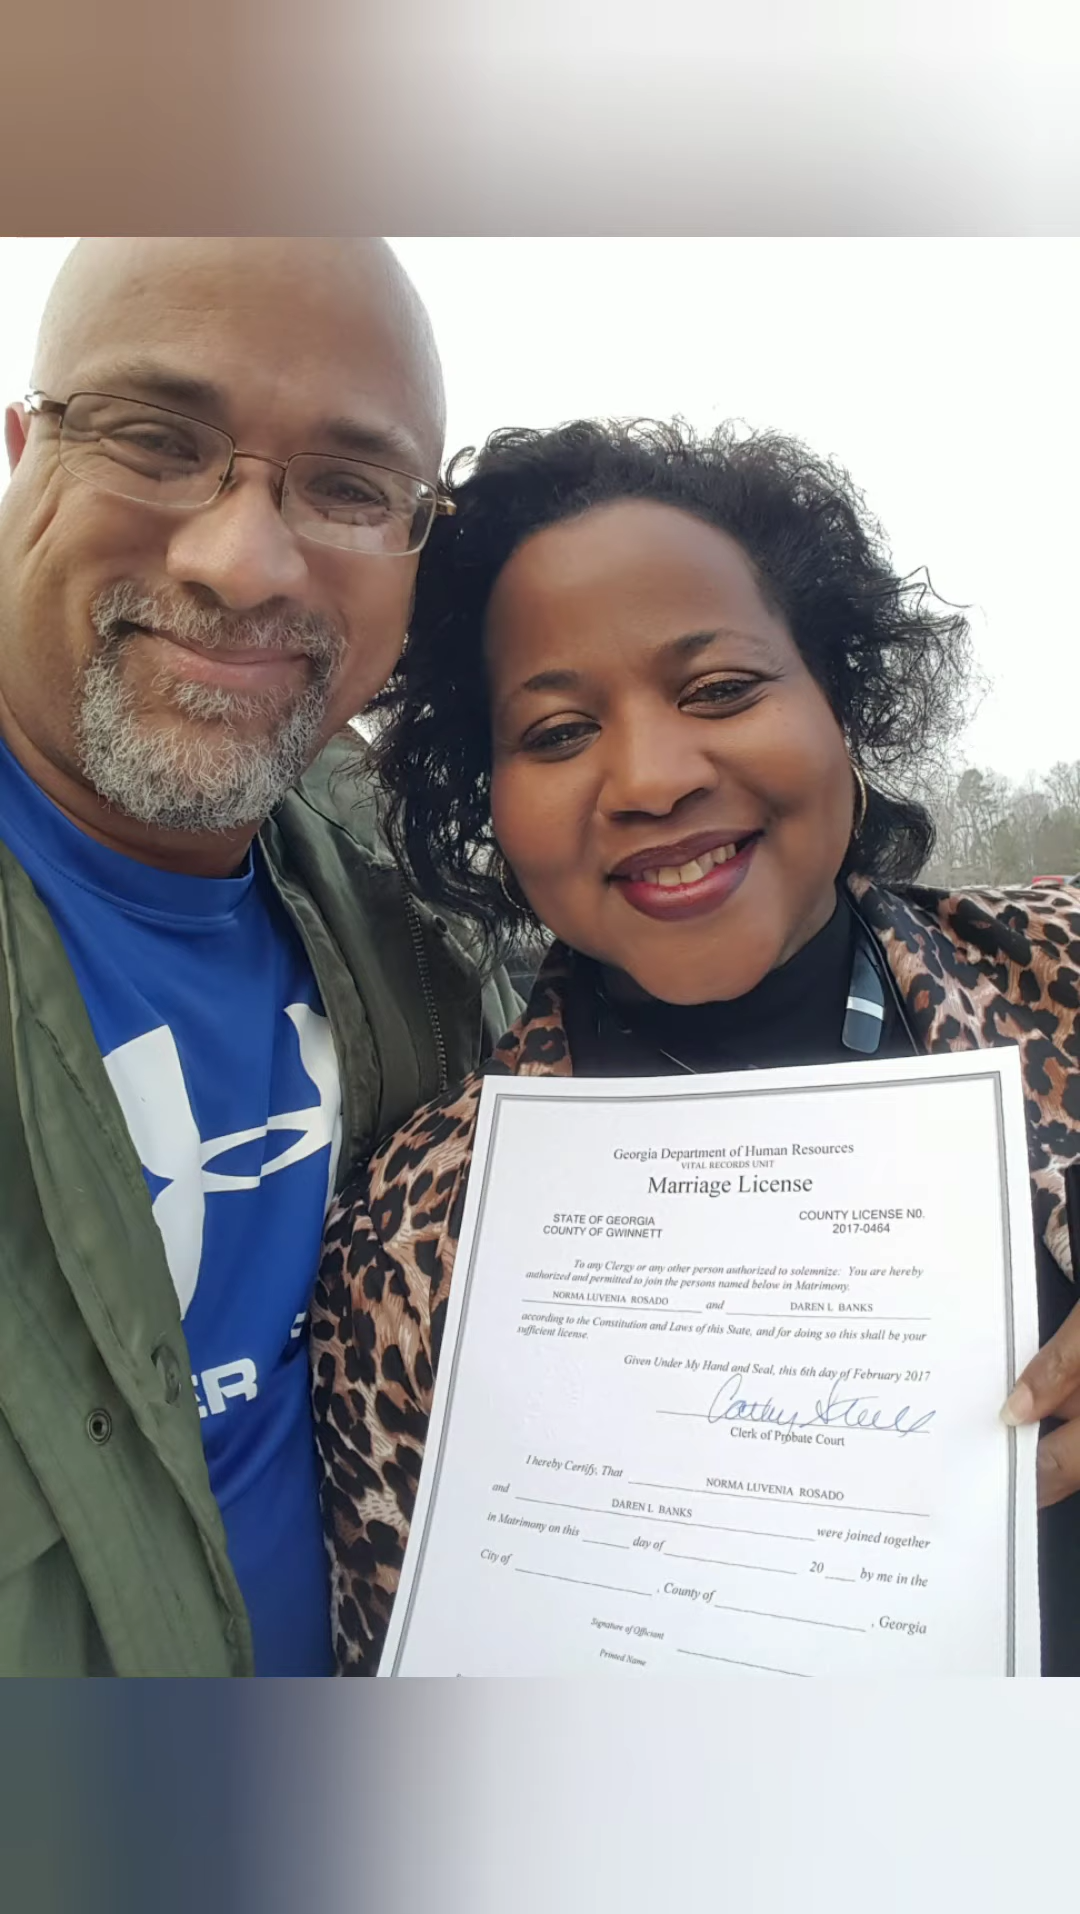 ER
Georgia Department of Human Resources
VITAL RECORDS UNIT
Marriage License
STATE OF GEORGIA
COUNTY OF GWINNETT
COUNTY LICENSE N0.
2017-0464
To any Clergy or any other person authorized to solemnize: You are hereby
authorized and permitted to join the persons named below in Matrimony.
NORMA LUVENIA ROSADO and DAREN L BANKS
according to the Constitution and Laws of this State, and for doing so this shall be your
sufficient license.
Given Under My Hand and Seal, this 6th day of February 2017
Cathy Steele
Clerk of Probate Court
I hereby Certify, That NORMA LUVENIA ROSADO
and DAREN L BANKS were joined together
in Matrimony on this day of 20 by me in the
City of , County of , Georgia
Signature of Officiant
Printed Name